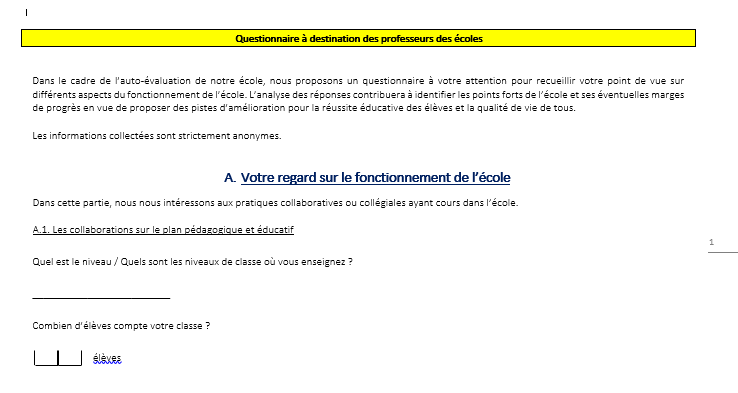 Questionnaire à destination des professeurs des écoles
Dans le cadre de l'auto-évaluation de notre école, nous proposons un questionnaire à votre attention pour recueillir votre point de vue sur
différents aspects du fonctionnement de l'école. L'analyse des réponses contribuera à identifier les points forts de l'école et ses éventuelles marges
de progrès en vue de proposer des pistes d'amélioration pour la réussite éducative des élèves et la qualité de vie de tous.
Les informations collectées sont strictement anonymes.
A. Votre regard sur le fonctionnement de l'école
Dans cette partie, nous nous intéressons aux pratiques collaboratives ou collégiales ayant cours dans l'école.
A.1. Les collaborations sur le plan pédagogique et éducatif
1
Quel est le niveau / Quels sont les niveaux de classe où vous enseignez ?
Combien d'élèves compte votre classe ?
élèves